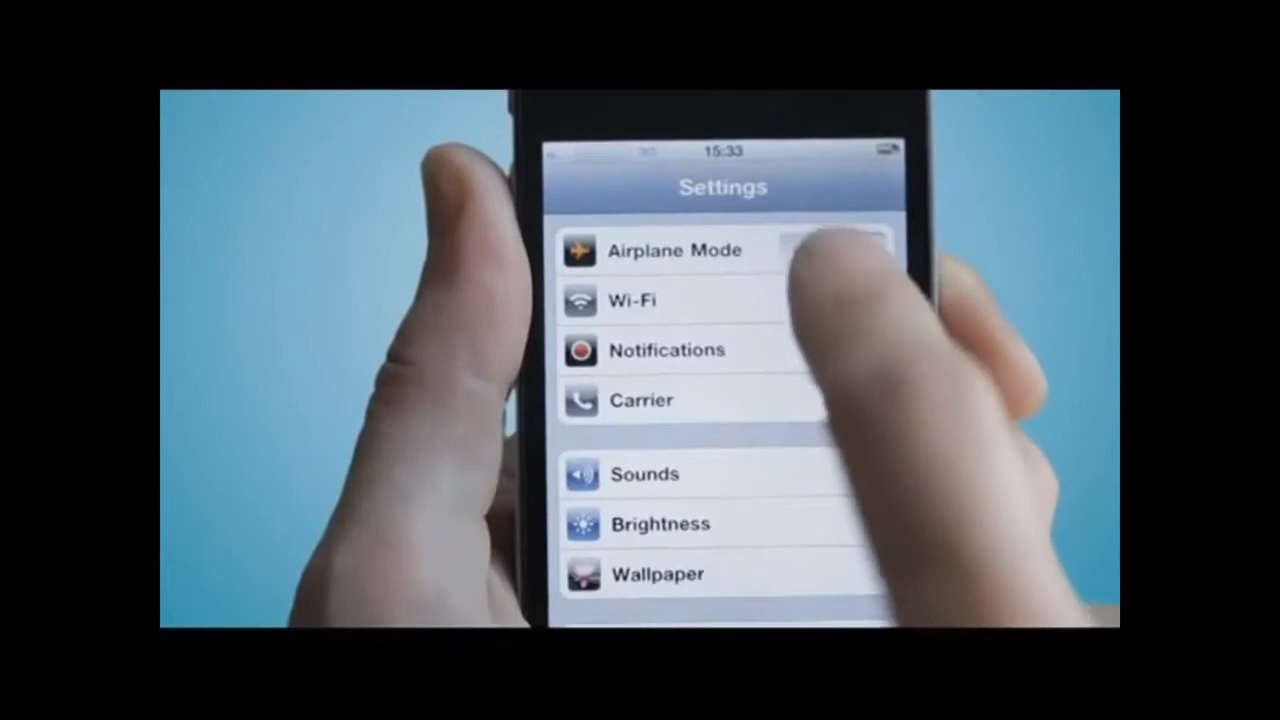 15:33
Settings
Airplane Mode
Wi-Fi
Notifications
Carrier
Sounds
Brightness
Wallpaper